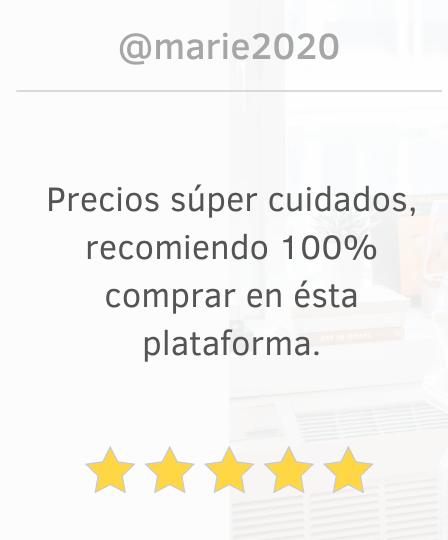 @marie2020
Precios súper cuidados,
recomiendo 100%
comprar en ésta
plataforma.